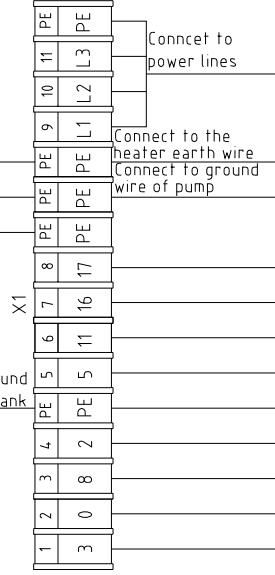 PE PE
11 L3
Conncet to
power lines
10 L2
9 L1
Connect to the
heater earth wire
PE PE
Connect to ground
wire of pump
PE PE
PE PE
8 17
X1
7 16
6 11
5 5
und
ank
PE PE
4 2
3 8
2 0
1 3